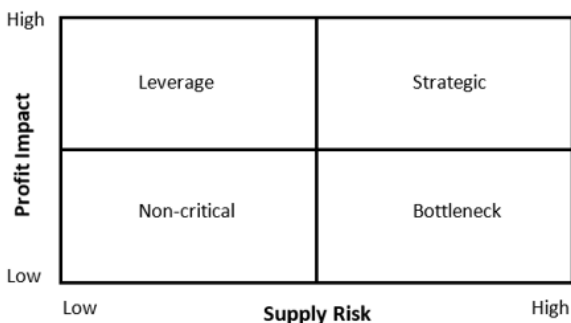 High
Leverage
Strategic
Profit Impact
Non-critical
Bottleneck
Low
Low
Supply Risk
High